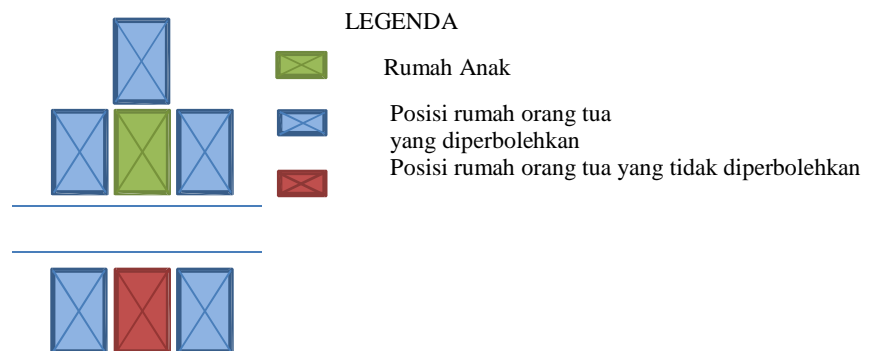 LEGENDA
Rumah Anak
Posisi rumah orang tua
yang diperbolehkan
Posisi rumah orang tua yang tidak diperbolehkan